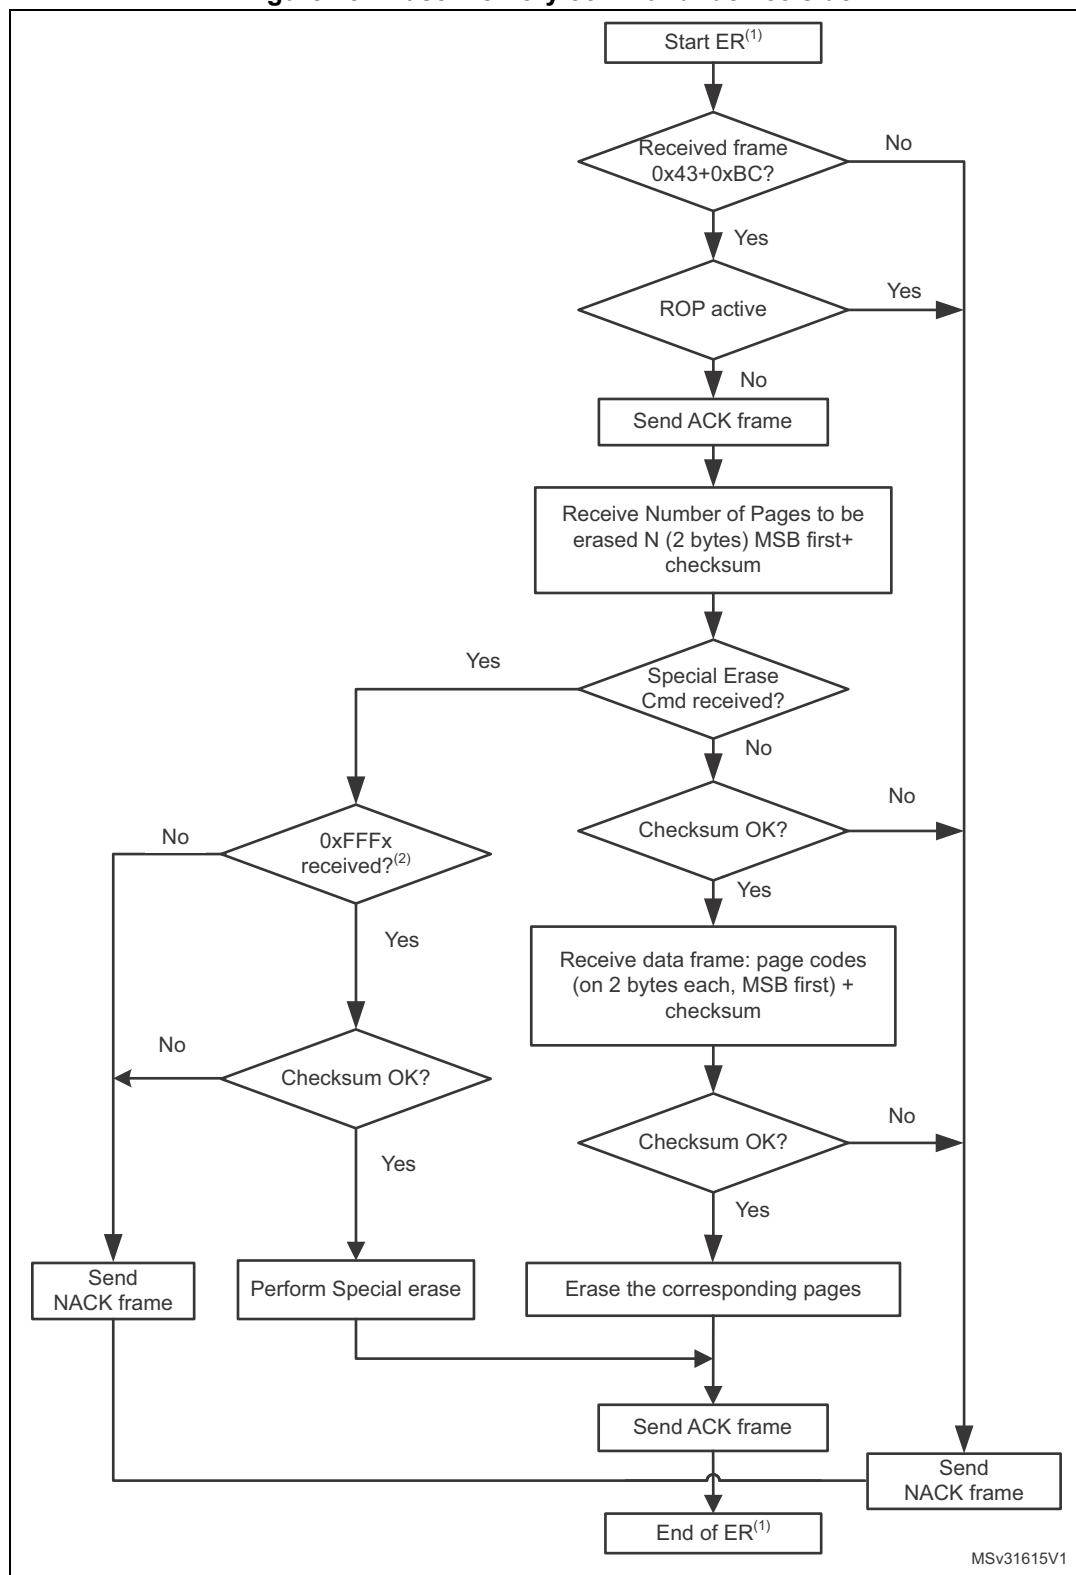 Start ER(1)
Received frame
0x43+0xBC?
No
Yes
ROP active
Yes
No
Send ACK frame
Receive Number of Pages to be
erased N (2 bytes) MSB first+
checksum
Yes
Special Erase
Cmd received?
No
No
0xFFFx
received?(2)
Checksum OK?
No
Yes
Yes
Receive data frame: page codes
(on 2 bytes each, MSB first) +
checksum
No
Checksum OK?
Checksum OK?
No
Yes
Yes
Send
NACK frame
Perform Special erase
Erase the corresponding pages
Send ACK frame
Send
NACK frame
End of ER(1)
MSv31615V1